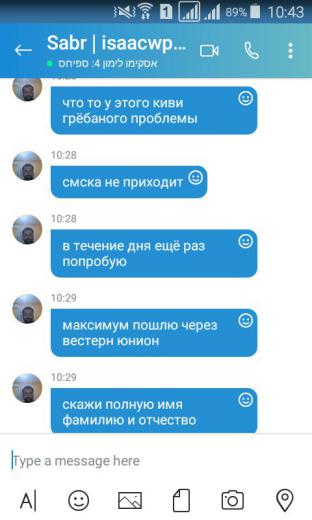 89% 10:43
Sabr | isaacwp...
אסקימו לימון 4: ספיחס
что то у этого киви
грёбаного проблемы
10:28
смска не приходит
10:28
в течение дня ещё раз
попробую
10:29
максимум пошлю через
вестерн юнион
10:29
скажи полную имя
фамилию и отчество
Type a message here